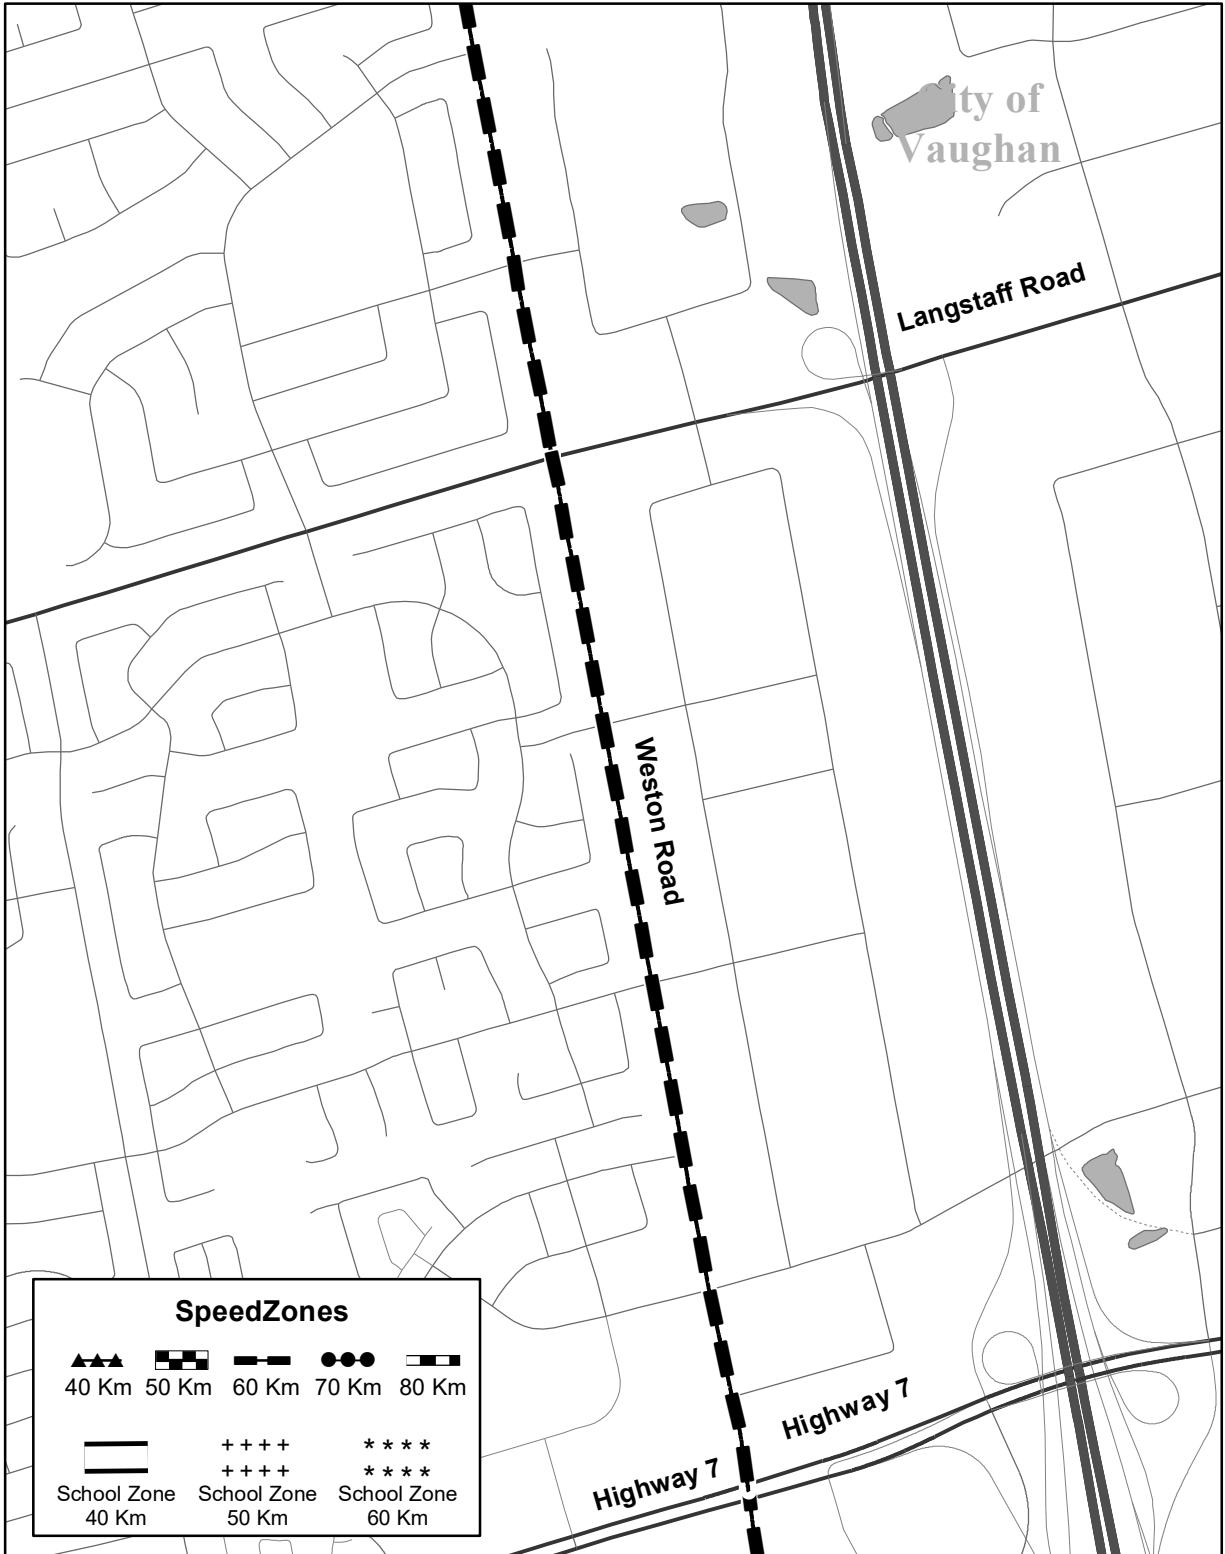 City of
Vaughan
Langstaff Road
Weston Road
Highway 7
Highway 7
SpeedZones
40 Km 50 Km 60 Km 70 Km 80 Km
School Zone School Zone School Zone
40 Km 50 Km 60 Km